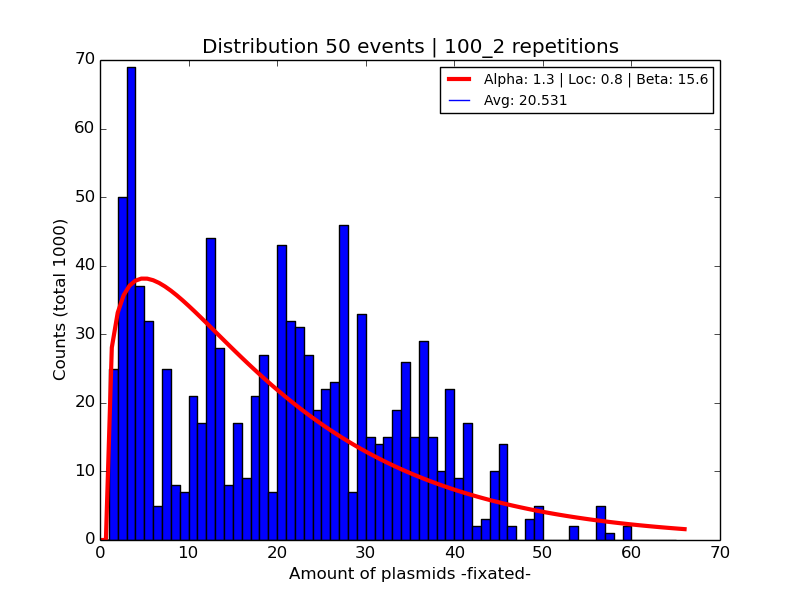 Distribution 50 events | 100_2 repetitions
Alpha: 1.3 | Loc: 0.8 | Beta: 15.6
Avg: 20.531
70
60
50
40
30
20
10
0
Counts (total 1000)
0 10 20 30 40 50 60 70
Amount of plasmids -fixated-